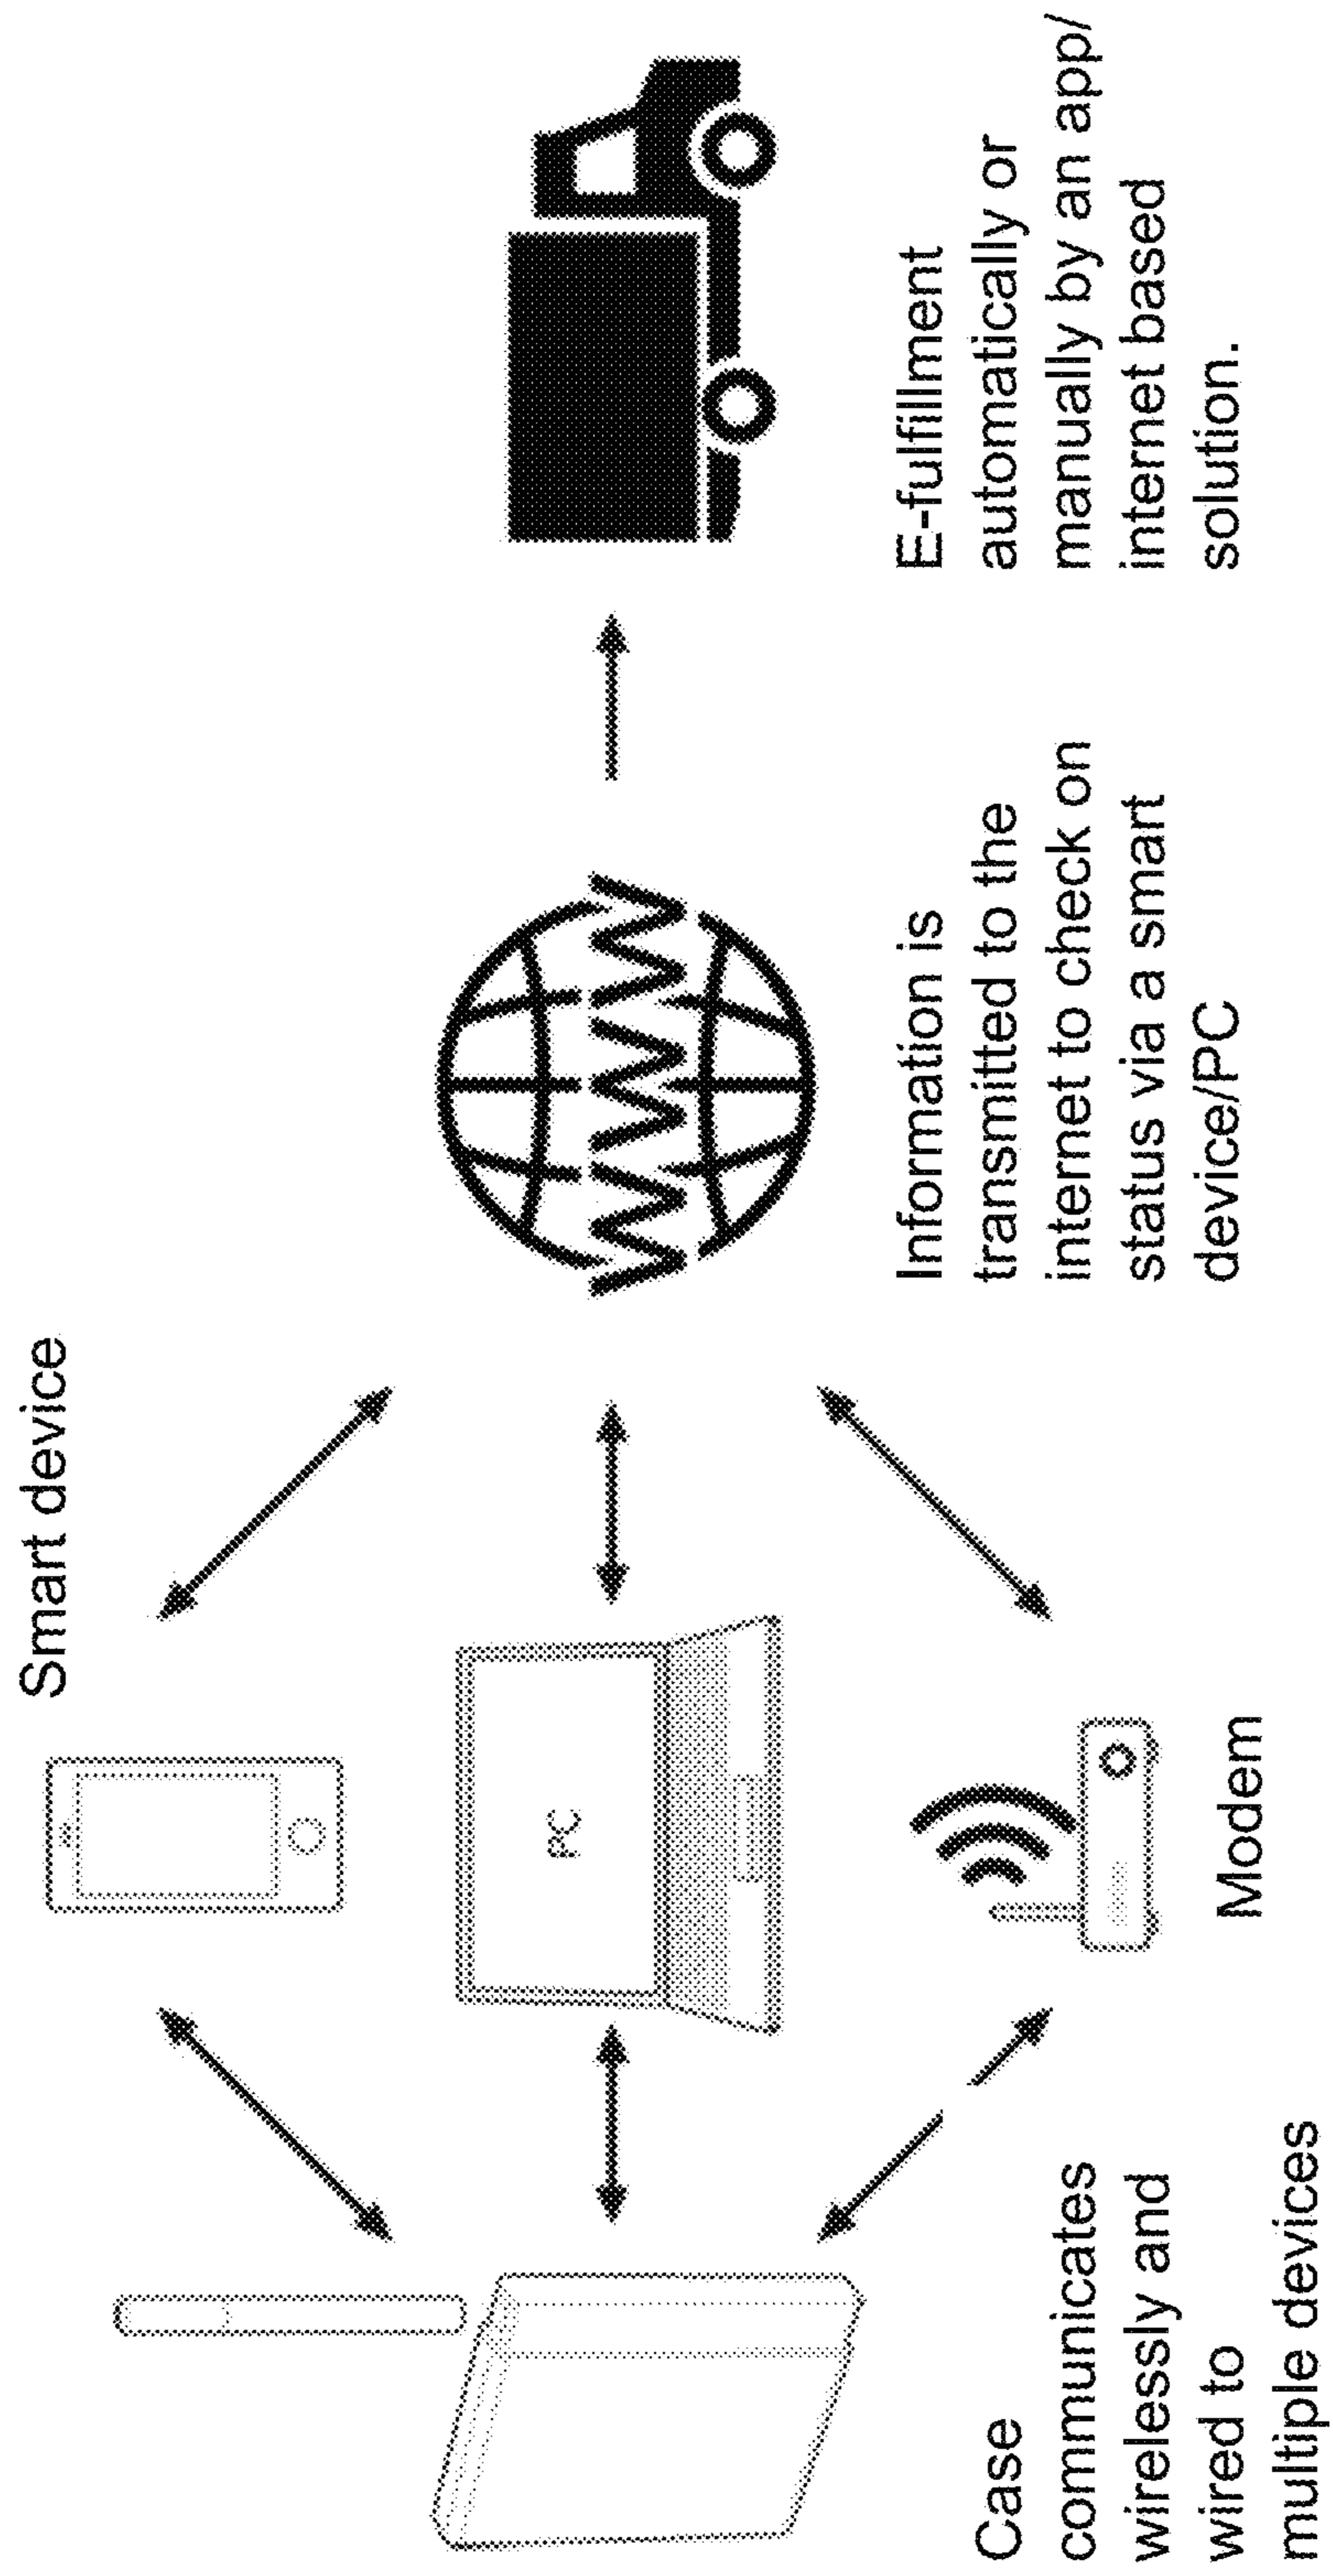 Smart device
PC
Modem
WWW
Case
communicates
wirelessly and
wired to
multiple devices
Information is
transmitted to the
internet to check on
status via a smart
device/PC
E-fulfillment
automatically or
manually by an app/
internet based
solution.